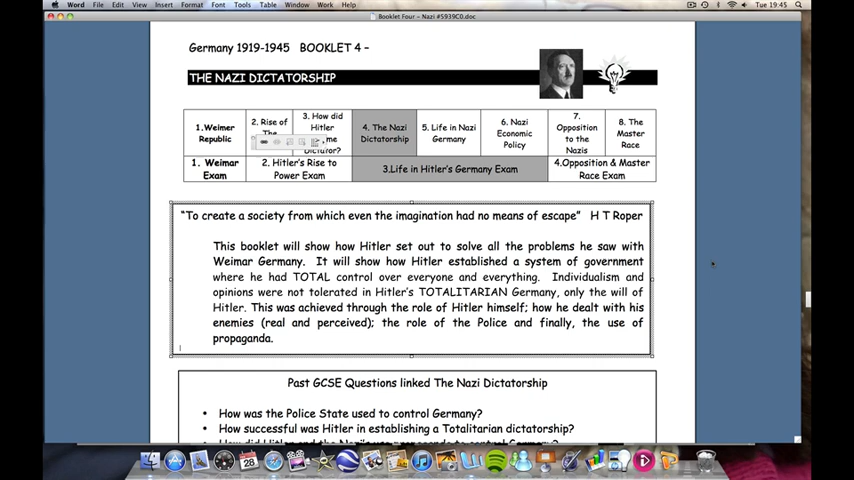 Word File Edit View Insert Format Font Tools Table Window Work Help Tue 19:45
Booklet Four – Nazi #5939C0.doc
Germany 1919-1945 BOOKLET 4 –
THE NAZI DICTATORSHIP
1.Weimer Republic
2. Rise of The
3. How did Hitler me Dictator?
4. The Nazi Dictatorship
5. Life in Nazi Germany
6. Nazi Economic Policy
7. Opposition to the Nazis
8. The Master Race
1. Weimar Exam
2. Hitler's Rise to Power Exam
3.Life in Hitler's Germany Exam
4.Opposition & Master Race Exam
"To create a society from which even the imagination had no means of escape" H T Roper
This booklet will show how Hitler set out to solve all the problems he saw with
Weimar Germany. It will show how Hitler established a system of government
where he had TOTAL control over everyone and everything. Individualism and
opinions were not tolerated in Hitler's TOTALITARIAN Germany, only the will of
Hitler. This was achieved through the role of Hitler himself; how he dealt with his
enemies (real and perceived); the role of the Police and finally, the use of
propaganda.
Past GCSE Questions linked The Nazi Dictatorship
• How was the Police State used to control Germany?
• How successful was Hitler in establishing a Totalitarian dictatorship?
28